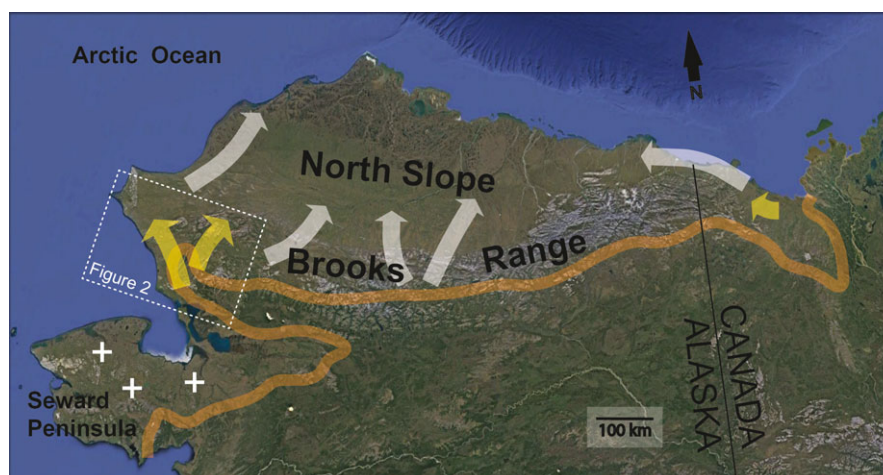 Arctic Ocean
N
North Slope
Brooks Range
Figure 2
CANADA
ALASKA
Seward
Peninsula
100 km